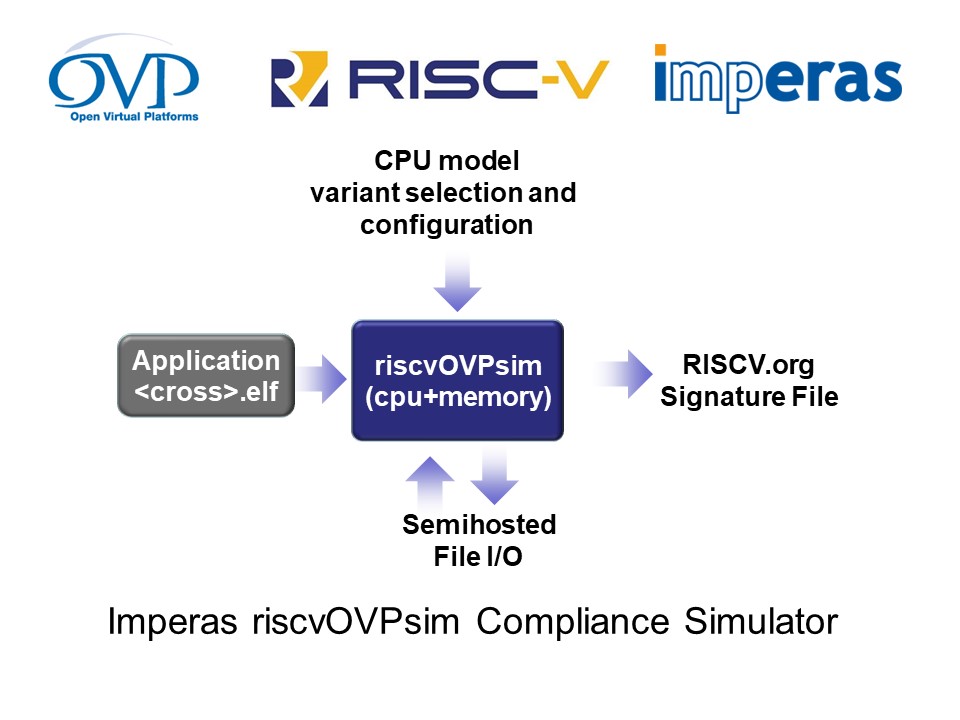 OVP
Open Virtual Platforms
RISC-V
imperas
CPU model
variant selection and
configuration
Application
<cross>.elf
riscvOVPsim
(cpu+memory)
RISCV.org
Signature File
Semihosted
File I/O
Imperas riscvOVPsim Compliance Simulator